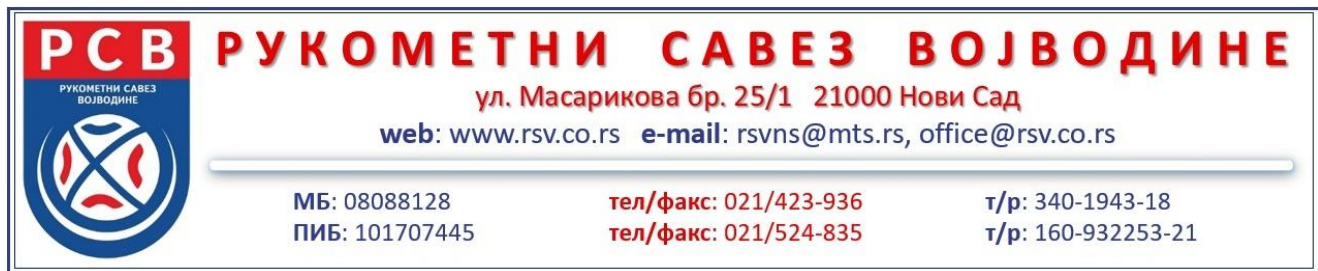 РСВ
РУКОМЕТНИ САВЕЗ
ВОЈВОДИНЕ
РУКОМЕТНИ САВЕЗ ВОЈВОДИНЕ
ул. Масарикова бр. 25/1 21000 Нови Сад
web: www.rsv.co.rs e-mail: rsvns@mts.rs, office@rsv.co.rs
МБ: 08088128 тел/факс: 021/423-936 т/р: 340-1943-18
ПИБ: 101707445 тел/факс: 021/524-835 т/р: 160-932253-21